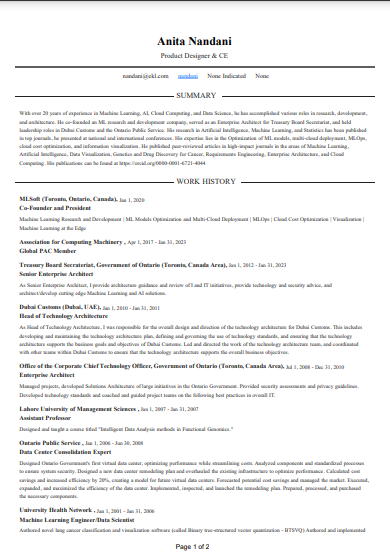 Anita Nandani
Product Designer & CE
nandani@ekl.com nandani None Indicated None
SUMMARY
With over 20 years of experience in Machine Learning, AI, Cloud Computing, and Data Science, he has accomplished various roles in research, development,
and architecture. He co-founded an ML research and development company, served as an Enterprise Architect for Treasury Board Secretariat, and held
leadership roles in Dubai Customs and the Ontario Public Service. His research in Artificial Intelligence, Machine Learning, and Statistics has been published
in top journals, he presented at national and international conferences. His expertise lies in the Optimization of ML models, multi-cloud deployment, MLOps,
cloud cost optimization, and information visualization. He published peer-reviewed articles in high-impact journals in the areas of Machine Learning,
Artificial Intelligence, Data Visualization, Genetics and Drug Discovery for Cancer, Requirements Engineering, Enterprise Architecture, and Cloud
Computing. His publications can be found at https://orcid.org/0000-0001-6721-4044
WORK HISTORY
MLSoft (Toronto, Ontario, Canada), Jan 1, 2020
Co-Founder and President
Machine Learning Research and Development | ML Models Optimization and Multi-Cloud Deployment | MLOps | Cloud Cost Optimization | Visualization |
Machine Learning at the Edge
Association for Computing Machinery , Apr 1, 2017 - Jan 31, 2023
Global PAC Member
Treasury Board Secretariat, Government of Ontario (Toronto, Canada Area), Jan 1, 2012 - Jan 31, 2023
Senior Enterprise Architect
As Senior Enterprise Architect, I provide architecture guidance and review of I and IT initiatives, provide technology and security advice, and
architect/develop cutting edge Machine Learning and AI solutions.
Dubai Customs (Dubai, UAE), Jan 1, 2010 - Jan 31, 2011
Head of Technology Architecture
As Head of Technology Architecture, I was responsible for the overall design and direction of the technology architecture for Dubai Customs. This includes
developing and maintaining the technology architecture plan, defining and governing the use of technology standards, and ensuring that the technology
architecture supports the business goals and objectives of Dubai Customs. Led and directed the work of the technology architecture team, and coordinated
with other teams within Dubai Customs to ensure the technology architecture supports the overall business objectives.
Office of the Corporate Chief Technology Officer, Government of Ontario (Toronto, Canada Area), Jul 1, 2008 - Dec 31, 2010
Enterprise Architect
Managed projects, developed Solutions Architecture of large initiatives in the Ontario Government. Provided security assessments and privacy guidelines.
Developed technology standards and coached and guided project teams on the following best practices in overall IT.
Lahore University of Management Sciences , Jan 1, 2007 - Jan 31, 2007
Assistant Professor
Designed and taught a course titled "Intelligent Data Analysis methods in Functional Genomics."
Ontario Public Service , Jan 1, 2006 - Jun 30, 2008
Data Center Consolidation Expert
Designed Ontario Government's first virtual data center, optimizing performance while streamlining costs. Analyzed components and standardized processes
to ensure system security. Designed a new data center remodeling plan and overhauled the existing infrastructure to optimize performance. Calculated cost
savings and increased efficiency by 20%, creating a model for future virtual data centers. Forecasted potential cost savings and managed the market. Executed,
expanded, and maximized the efficiency of the data center. Implemented, inspected, and launched the remodeling plan. Prepared, processed, and purchased
the necessary components.
University Health Network , Jan 1, 2001 - Jan 31, 2006
Machine Learning Engineer/Data Scientist
Authored novel lung cancer classification and visualization software (called Binary tree-structured vector quantization - BTSVQ) Authored and implemented
Page 1 of 2